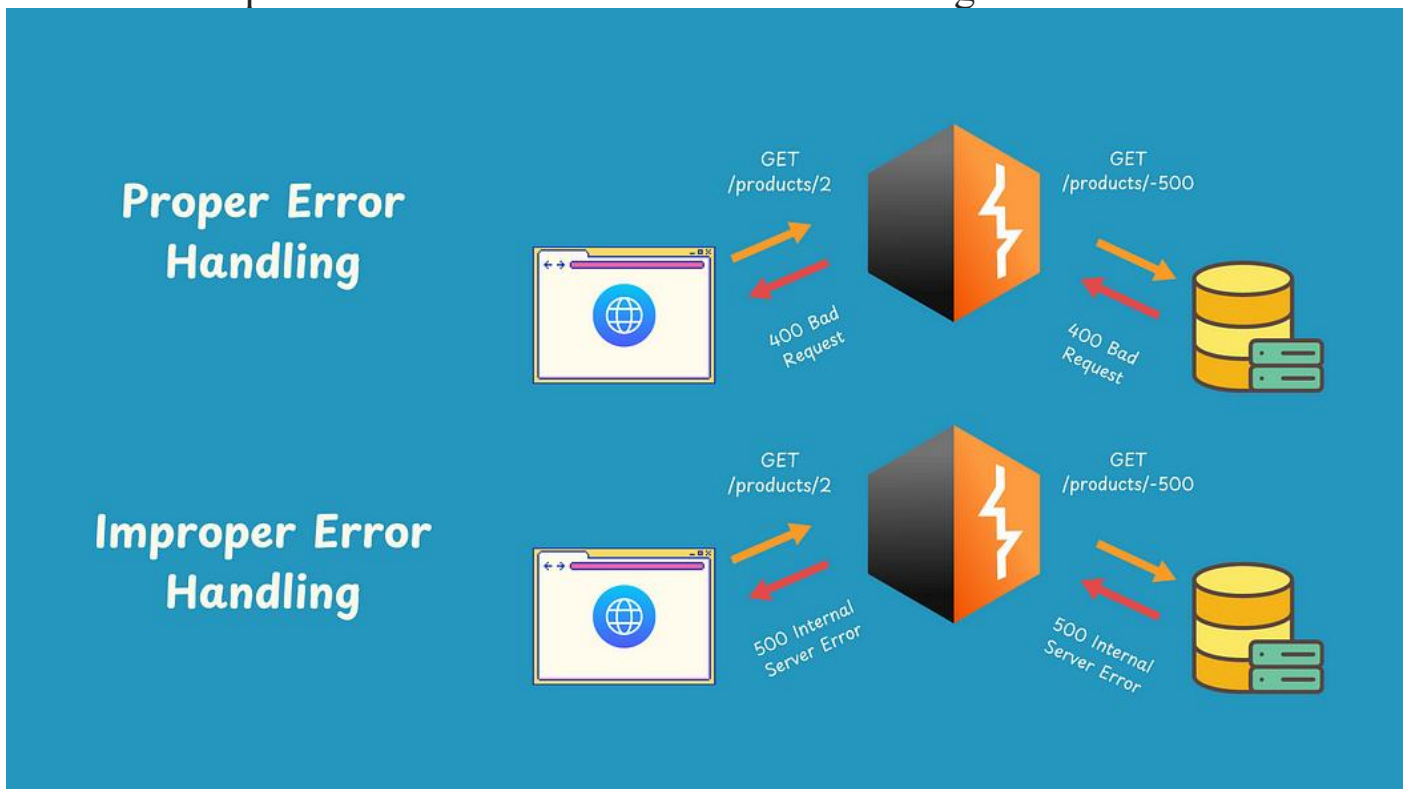 Proper Error
Handling
GET
/products/2
GET
/products/-500
400 Bad
Request
400 Bad
Request
Improper Error
Handling
GET
/products/2
GET
/products/-500
500 Internal
Server Error
500 Internal
Server Error